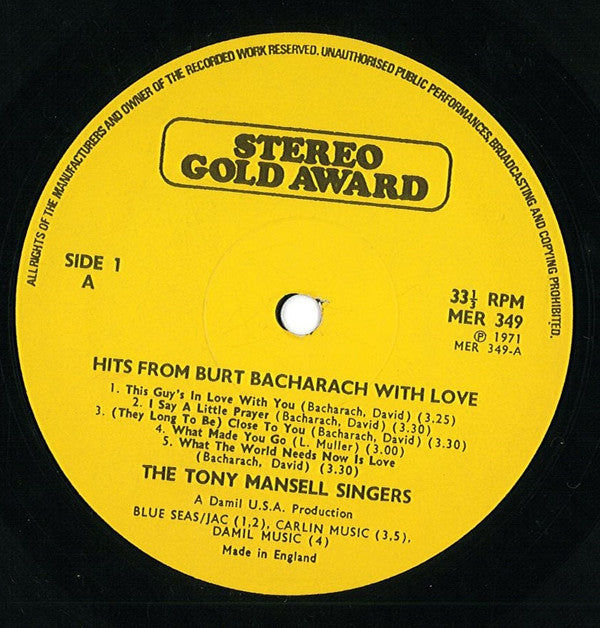 ALL RIGHTS OF THE MANUFACTURERS AND OWNER OF THE RECORDED WORK RESERVED. UNAUTHORISED PUBLIC PERFORMANCES, BROADCASTING AND COPYING PROHIBITED.
STEREO
GOLD AWARD
SIDE 1
A
33⅓ RPM
MER 349
℗ 1971
MER 349-A
HITS FROM BURT BACHARACH WITH LOVE
1. This Guy's In Love With You (Bacharach, David) (3.25)
2. I Say A Little Prayer (Bacharach, David) (3.30)
3. (They Long To Be) Close To You (Bacharach, David) (3.30)
4. What Made You Go (L. Muller) (3.00)
5. What The World Needs Now Is Love
(Bacharach, David) (3.30)
THE TONY MANSELL SINGERS
A Damil U.S.A. Production
BLUE SEAS/JAC (1,2), CARLIN MUSIC (3,5),
DAMIL MUSIC (4)
Made in England